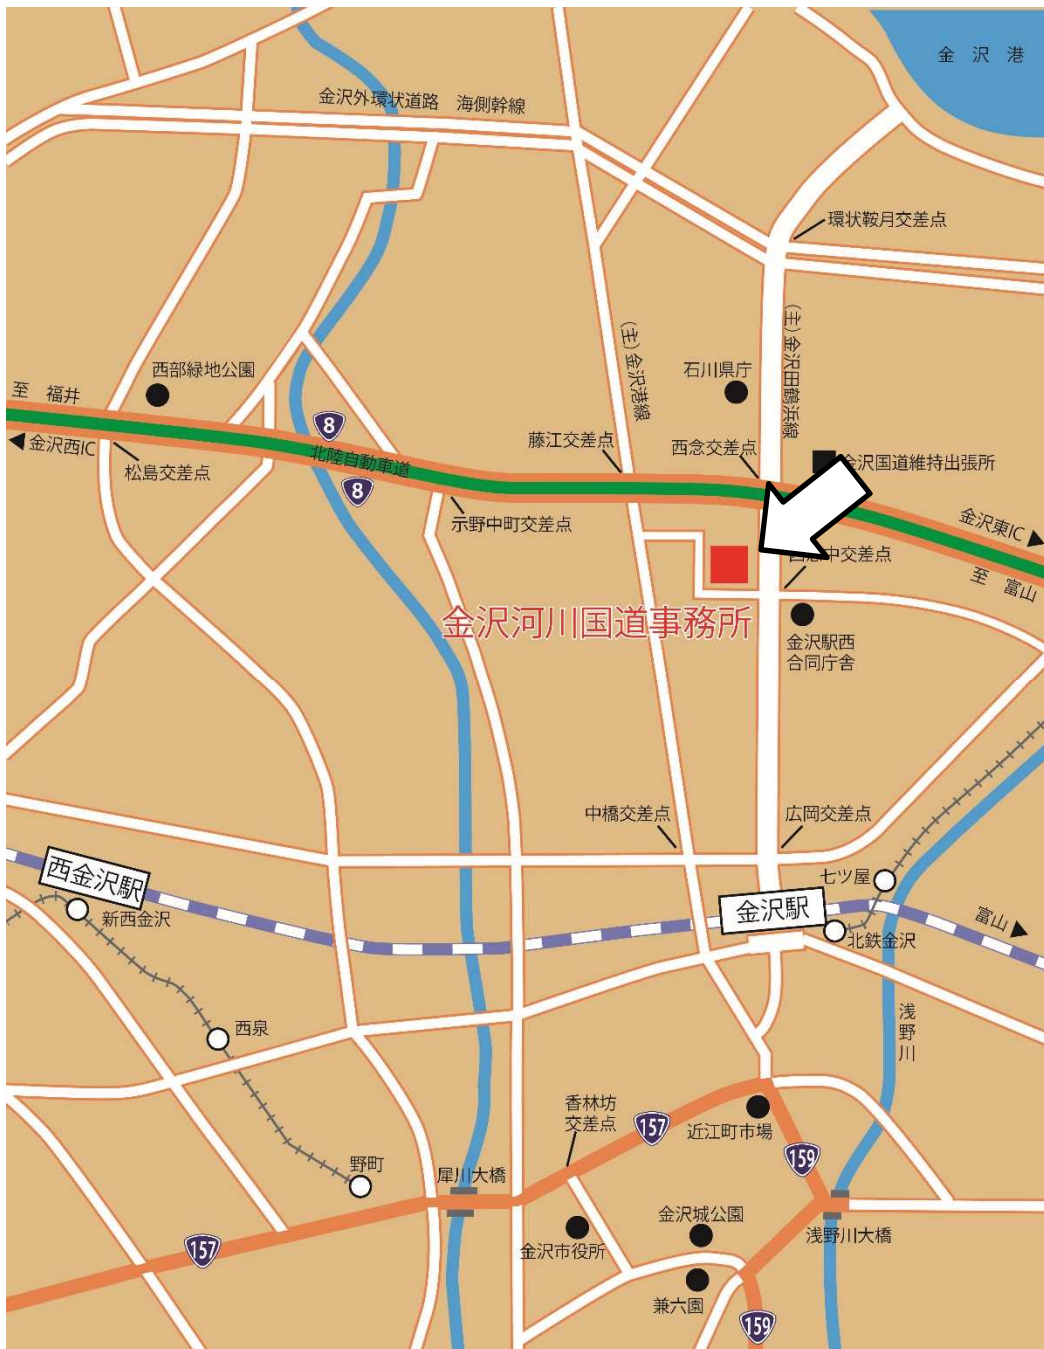 金沢港
金沢外環状道路　海側幹線
環状鞍月交差点
(主)金沢港線
(主)金沢田鶴浜線
西部緑地公園
石川県庁
至　福井
金沢西IC
8
北陸自動車道
8
松島交差点
藤江交差点
西念交差点
金沢国道維持出張所
示野中町交差点
金沢東IC
至　富山
中交差点
金沢河川国道事務所
金沢駅西
合同庁舎
中橋交差点
広岡交差点
西金沢駅
新西金沢
七ツ屋
金沢駅
北鉄金沢
富山
浅野川
西泉
香林坊
交差点
157
近江町市場
159
野町
犀川大橋
金沢市役所
金沢城公園
浅野川大橋
157
兼六園
159